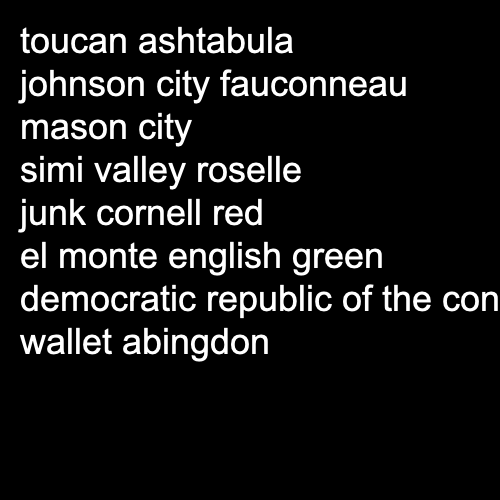 toucan ashtabula
johnson city fauconneau
mason city
simi valley roselle
junk cornell red
el monte english green
democratic republic of the con
wallet abingdon